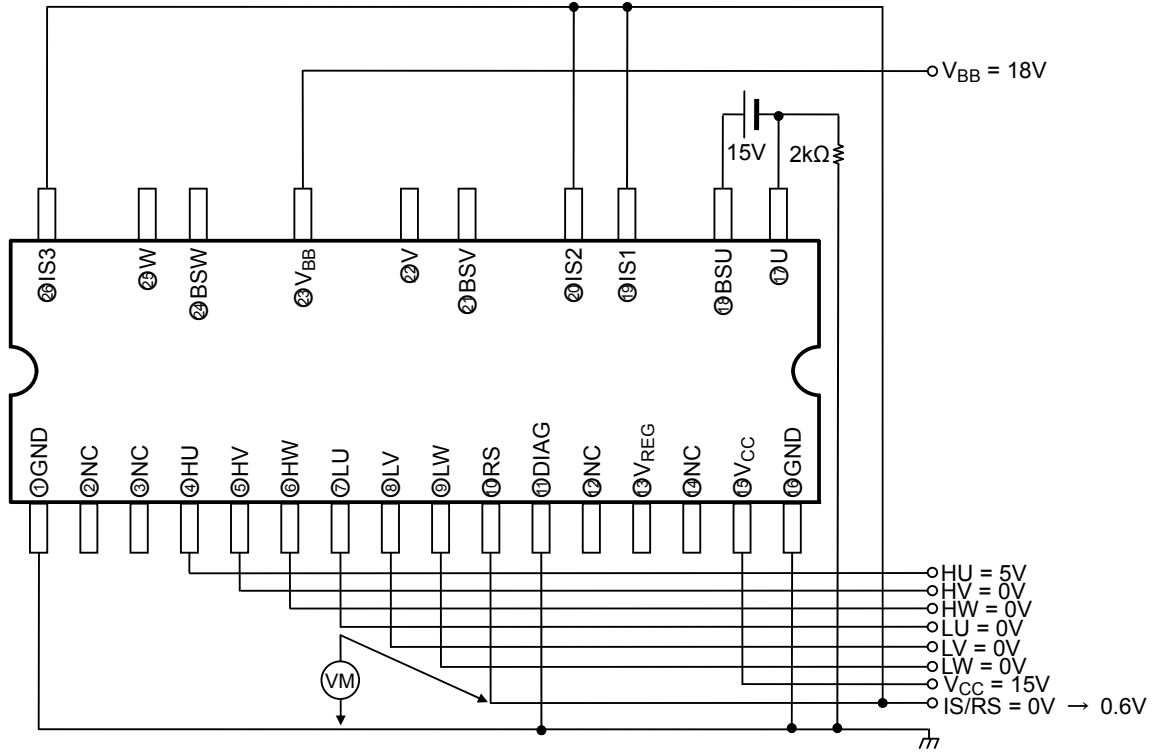 V_BB = 18V
15V
2kΩ
㉖IS3
㉕W
㉔BSW
㉓V_BB
㉒V
㉑BSV
⑳IS2
⑲IS1
⑱BSU
⑰U
①GND
②NC
③NC
④HU
⑤HV
⑥HW
⑦LU
⑧LV
⑨LW
⑩RS
⑪DIAG
⑫NC
⑬V_REG
⑭NC
⑮V_CC
⑯GND
HU = 5V
HV = 0V
HW = 0V
LU = 0V
LV = 0V
LW = 0V
V_CC = 15V
IS/RS = 0V → 0.6V
VM